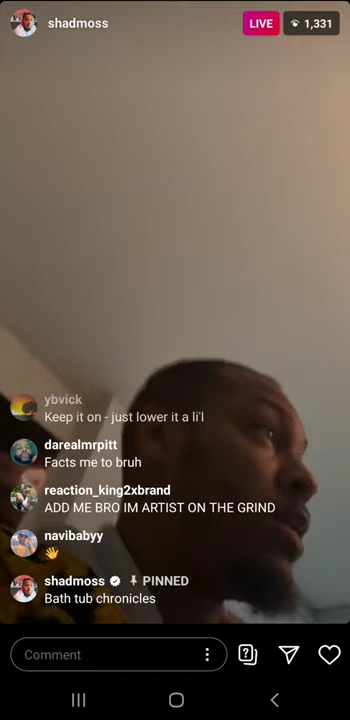 shadmoss
LIVE
1,331
ybvick
Keep it on - just lower it a li'l
darealmrpitt
Facts me to bruh
reaction_king2xbrand
ADD ME BRO IM ARTIST ON THE GRIND
navibabyy
👋
shadmoss PINNED
Bath tub chronicles
Comment